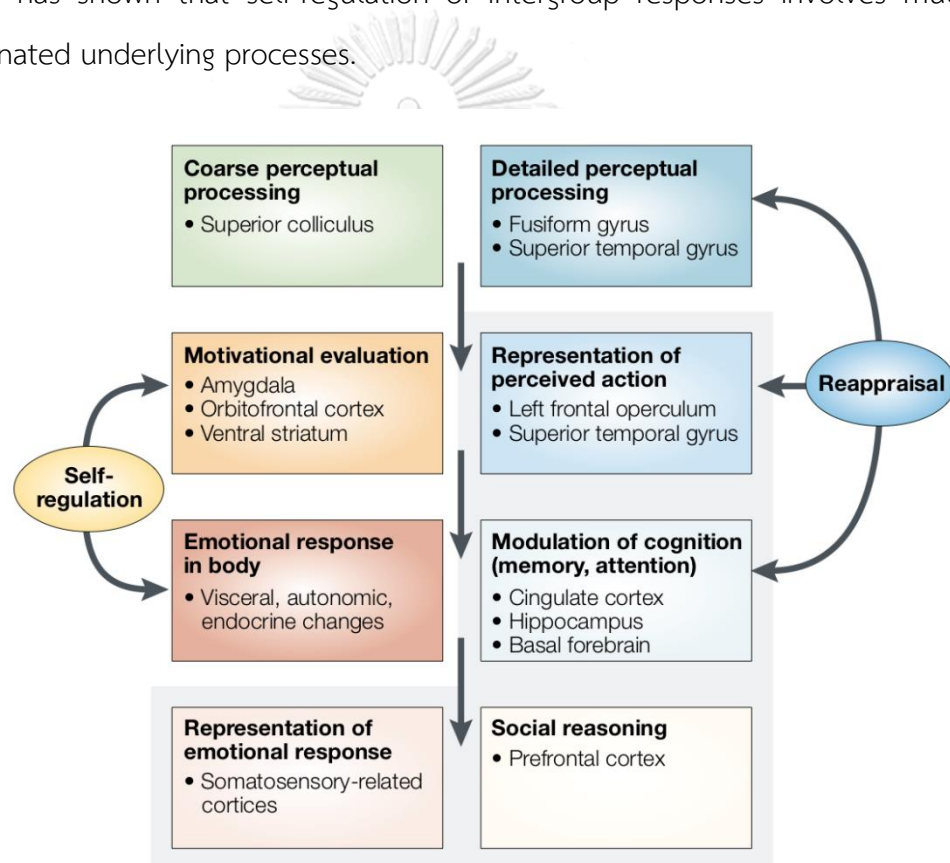 has shown that self-regulation of intergroup responses involves
nated underlying processes.
Coarse perceptual
processing
• Superior colliculus
Detailed perceptual
processing
• Fusiform gyrus
• Superior temporal gyrus
Motivational evaluation
• Amygdala
• Orbitofrontal cortex
• Ventral striatum
Representation of
perceived action
• Left frontal operculum
• Superior temporal gyrus
Reappraisal
Self-
regulation
Emotional response
in body
• Visceral, autonomic,
endocrine changes
Modulation of cognition
(memory, attention)
• Cingulate cortex
• Hippocampus
• Basal forebrain
Representation of
emotional response
• Somatosensory-related
cortices
Social reasoning
• Prefrontal cortex